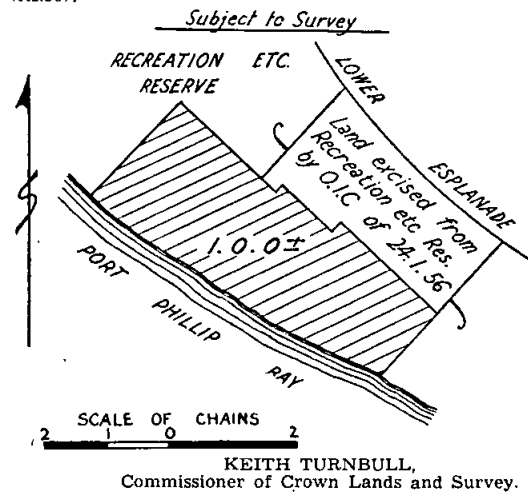 Subject to Survey
RECREATION ETC.
RESERVE
LOWER
ESPLANADE
Land excised from
Recreation etc Res.
by O.I.C
of 24.1.56
1.0.0±
PORT PHILLIP BAY
SCALE OF CHAINS
2 1 0 2
KEITH TURNBULL,
Commissioner of Crown Lands and Survey.